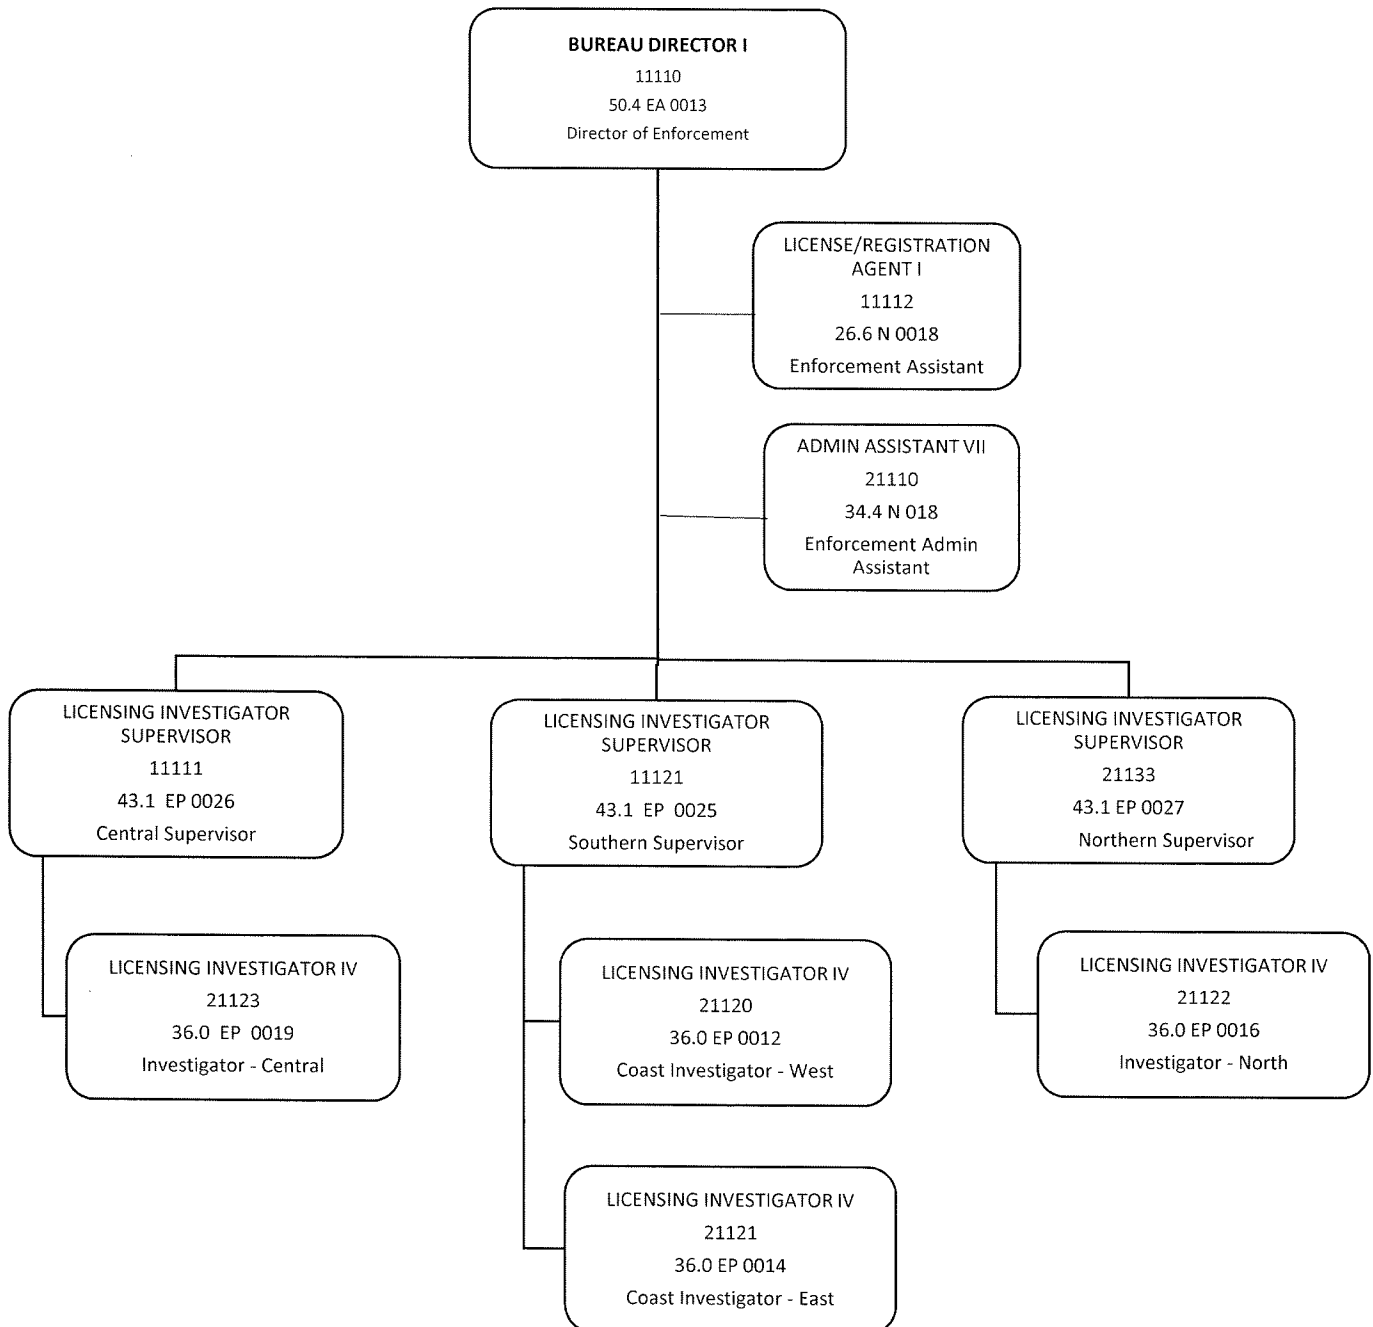 BUREAU DIRECTOR I
11110
50.4 EA 0013
Director of Enforcement
LICENSE/REGISTRATION
AGENT I
11112
26.6 N 0018
Enforcement Assistant
ADMIN ASSISTANT VII
21110
34.4 N 018
Enforcement Admin
Assistant
LICENSING INVESTIGATOR
SUPERVISOR
11111
43.1 EP 0026
Central Supervisor
LICENSING INVESTIGATOR
SUPERVISOR
11121
43.1 EP 0025
Southern Supervisor
LICENSING INVESTIGATOR
SUPERVISOR
21133
43.1 EP 0027
Northern Supervisor
LICENSING INVESTIGATOR IV
21123
36.0 EP 0019
Investigator - Central
LICENSING INVESTIGATOR IV
21120
36.0 EP 0012
Coast Investigator - West
LICENSING INVESTIGATOR IV
21122
36.0 EP 0016
Investigator - North
LICENSING INVESTIGATOR IV
21121
36.0 EP 0014
Coast Investigator - East